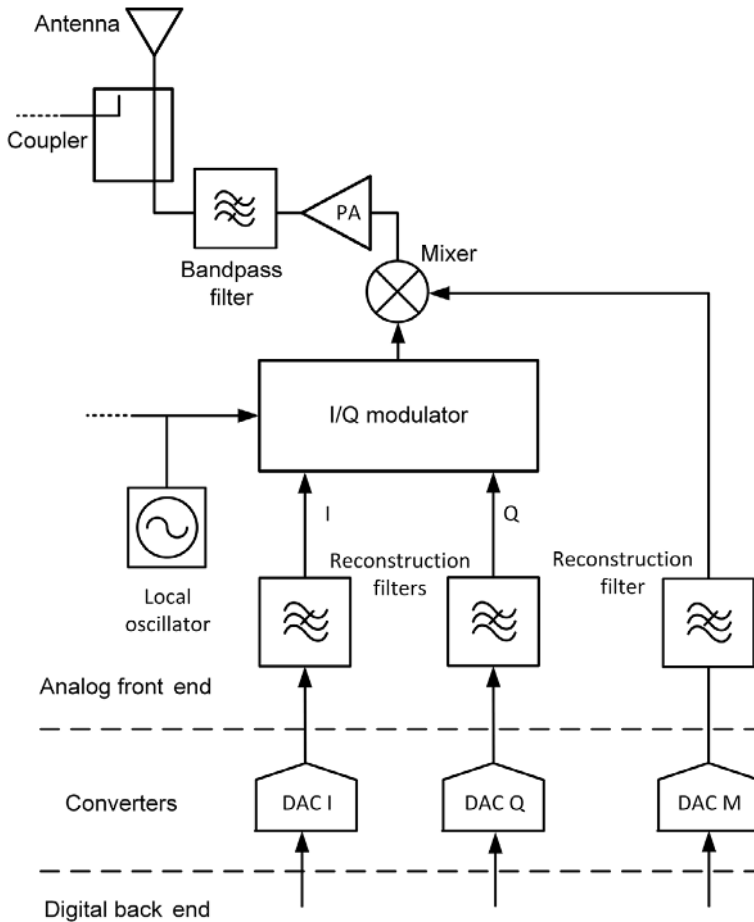 Antenna
Coupler
PA
Bandpass
filter
Mixer
I/Q modulator
I
Q
Local
oscillator
Reconstruction
filters
Reconstruction
filter
Analog front end
Converters
DAC I
DAC Q
DAC M
Digital back end